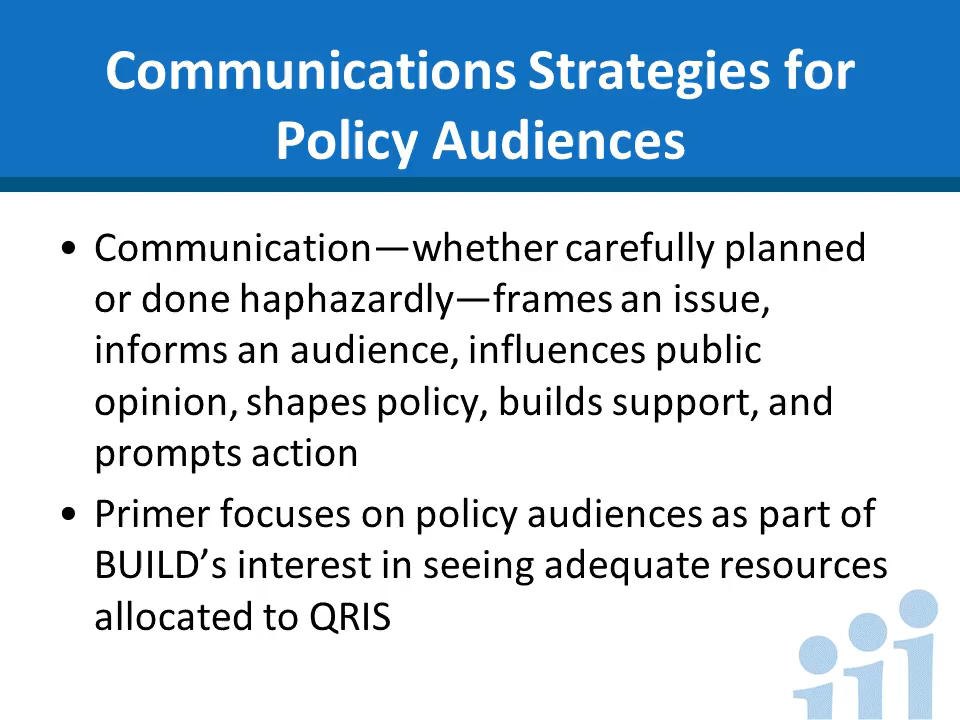 Communications Strategies for
Policy Audiences
• Communication—whether carefully planned
or done haphazardly—frames an issue,
informs an audience, influences public
opinion, shapes policy, builds support, and
prompts action
• Primer focuses on policy audiences as part of
BUILD’s interest in seeing adequate resources
allocated to QRIS